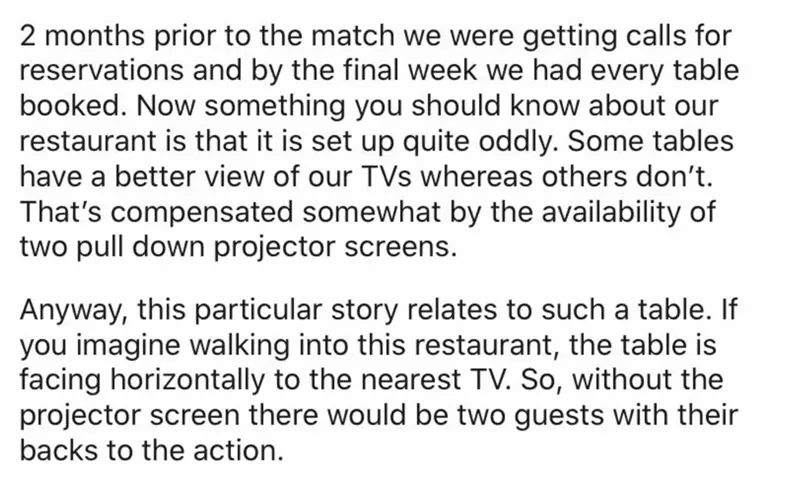 2 months prior to the match we were getting calls for
reservations and by the final week we had every table
booked. Now something you should know about our
restaurant is that it is set up quite oddly. Some tables
have a better view of our TVs whereas others don’t.
That’s compensated somewhat by the availability of
two pull down projector screens.
Anyway, this particular story relates to such a table. If
you imagine walking into this restaurant, the table is
facing horizontally to the nearest TV. So, without the
projector screen there would be two guests with their
backs to the action.